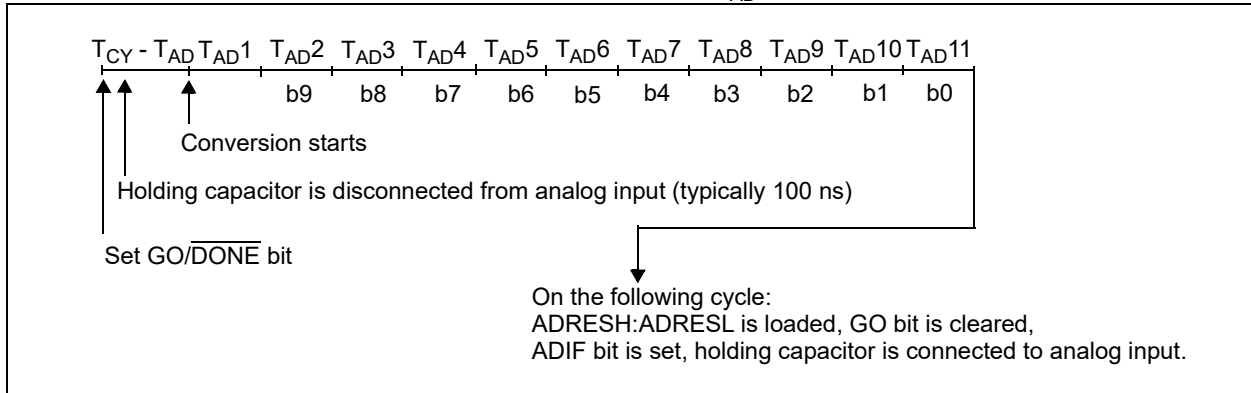 AD
TCY - TAD TAD1 TAD2 TAD3 TAD4 TAD5 TAD6 TAD7 TAD8 TAD9 TAD10 TAD11
b9 b8 b7 b6 b5 b4 b3 b2 b1 b0
Conversion starts
Holding capacitor is disconnected from analog input (typically 100 ns)
Set GO/DONE bit
On the following cycle:
ADRESH:ADRESL is loaded, GO bit is cleared,
ADIF bit is set, holding capacitor is connected to analog input.